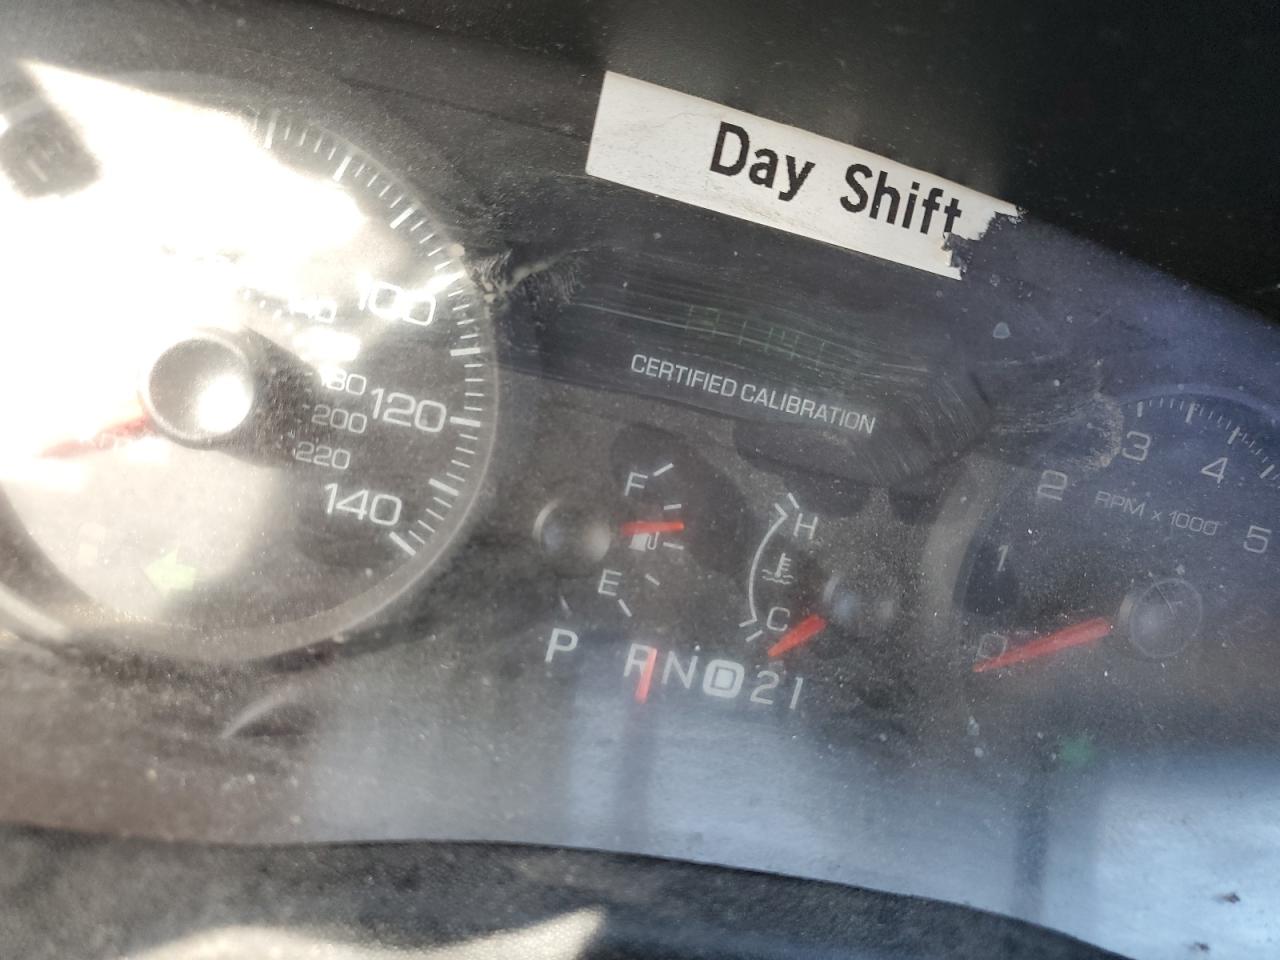 Day Shift
CERTIFIED CALIBRATION
100
120
180
200
220
140
F
E
H
C
P R N D 2 1
0
1
2
3
4
5
RPM x 1000